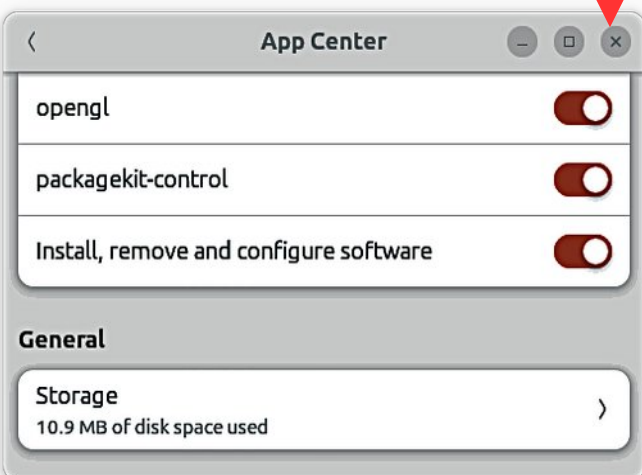 App Center
opengl
packagekit-control
Install, remove and configure software
General
Storage
10.9 MB of disk space used